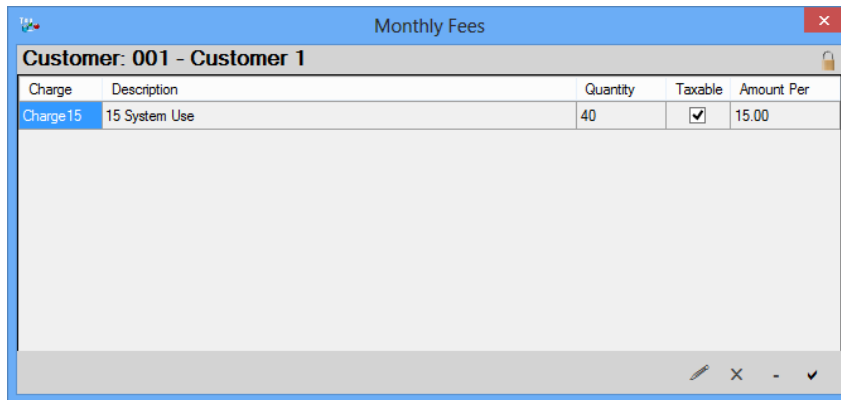 Monthly Fees
Customer: 001 - Customer 1
Charge Description Quantity Taxable Amount Per
Charge15 15 System Use 40 15.00